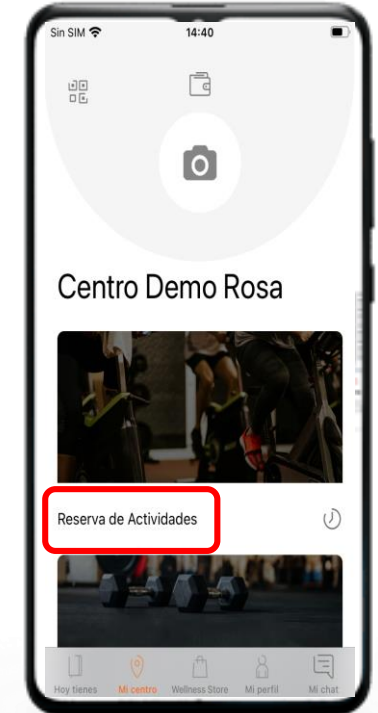 Sin SIM 14:40
Centro Demo Rosa
Reserva de Actividades
Hoy tienes Mi centro Wellness Store Mi perfil Mi chat